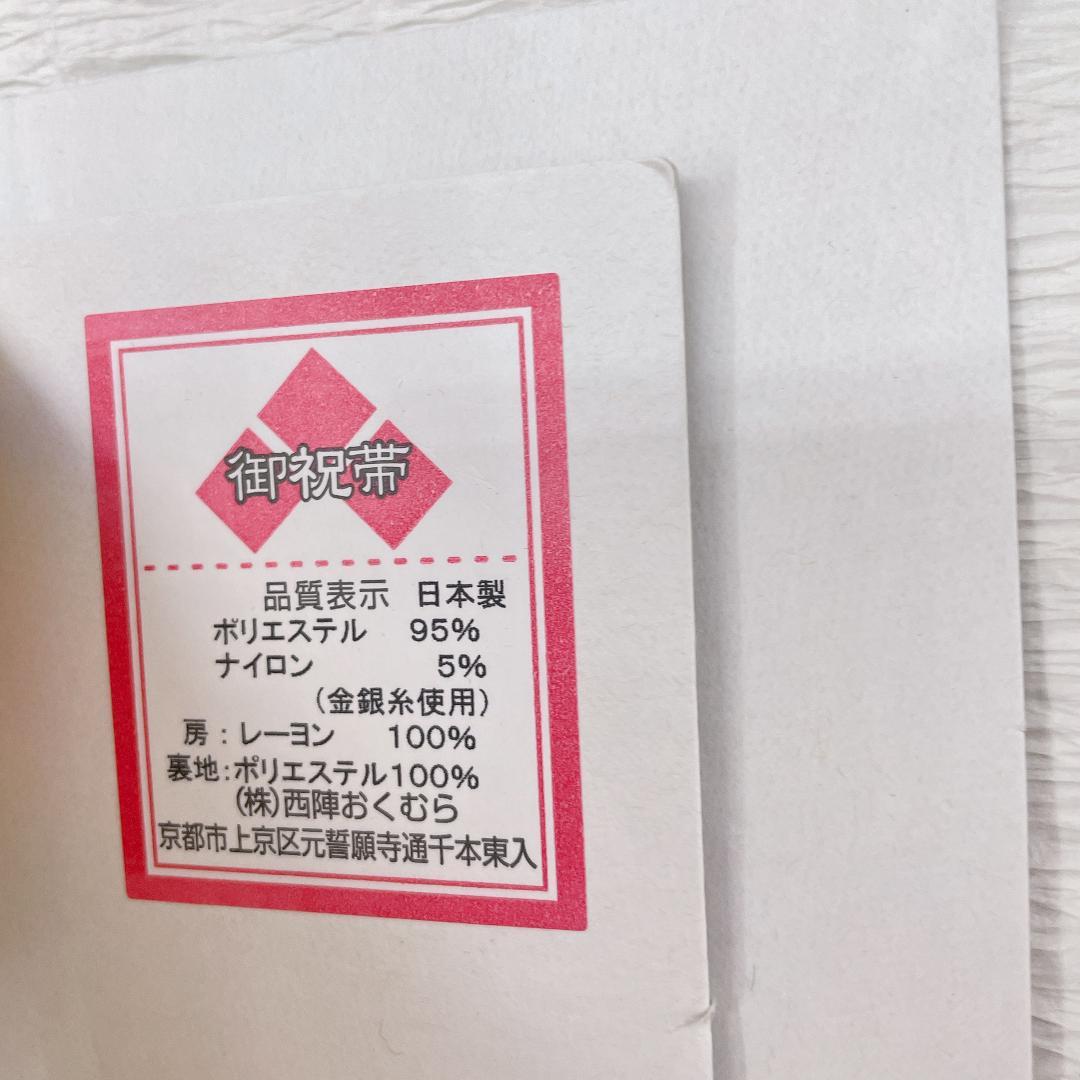 御祝帯
品質表示 日本製
ポリエステル 95%
ナイロン 5%
(金銀糸使用)
房:レーヨン 100%
裏地:ポリエステル100%
(株)西陣おくむら
京都市上京区元誓願寺通千本東入